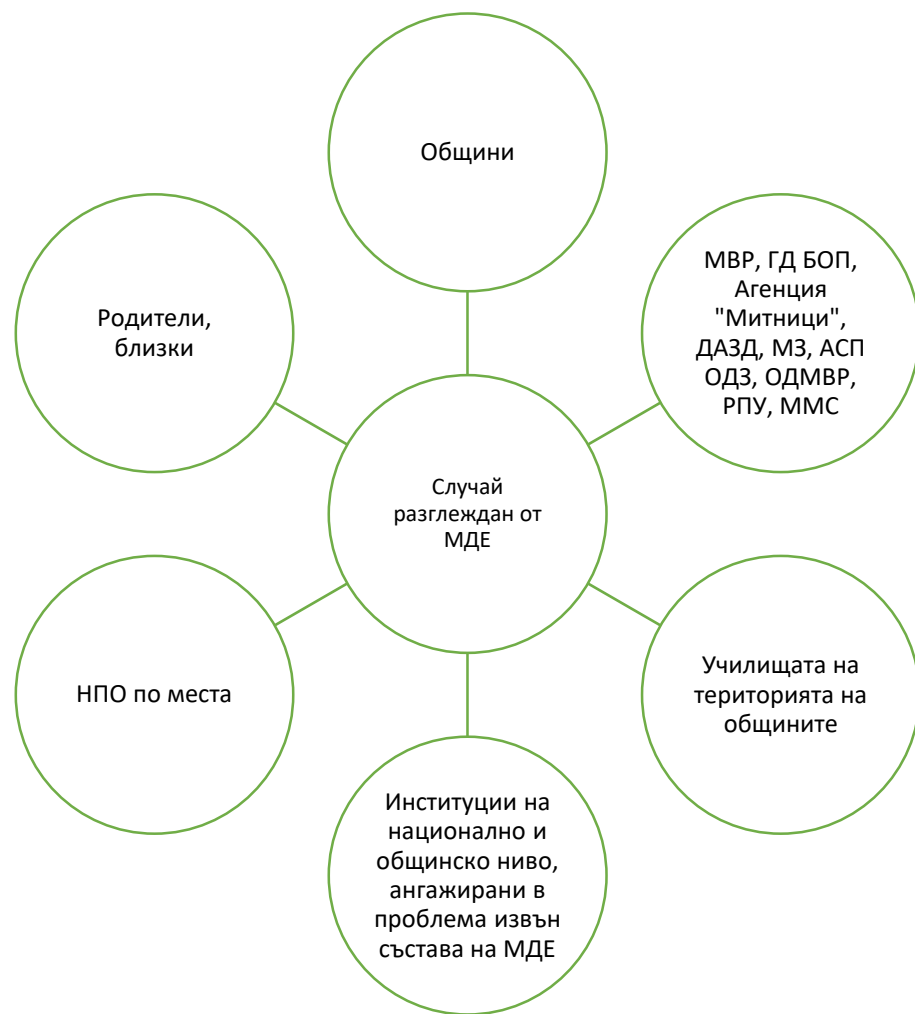 Общини
МВР, ГД БОП,
Агенция
"Митници",
ДАЗД, МЗ, АСП
ОДЗ, ОДМВР,
РПУ, ММС
Родители,
близки
Случай
разглеждан от
МДЕ
НПО по места
Училищата на
територията на
общините
Институции на
национално и
общинско ниво,
ангажирани в
проблема извън
състава на МДЕ